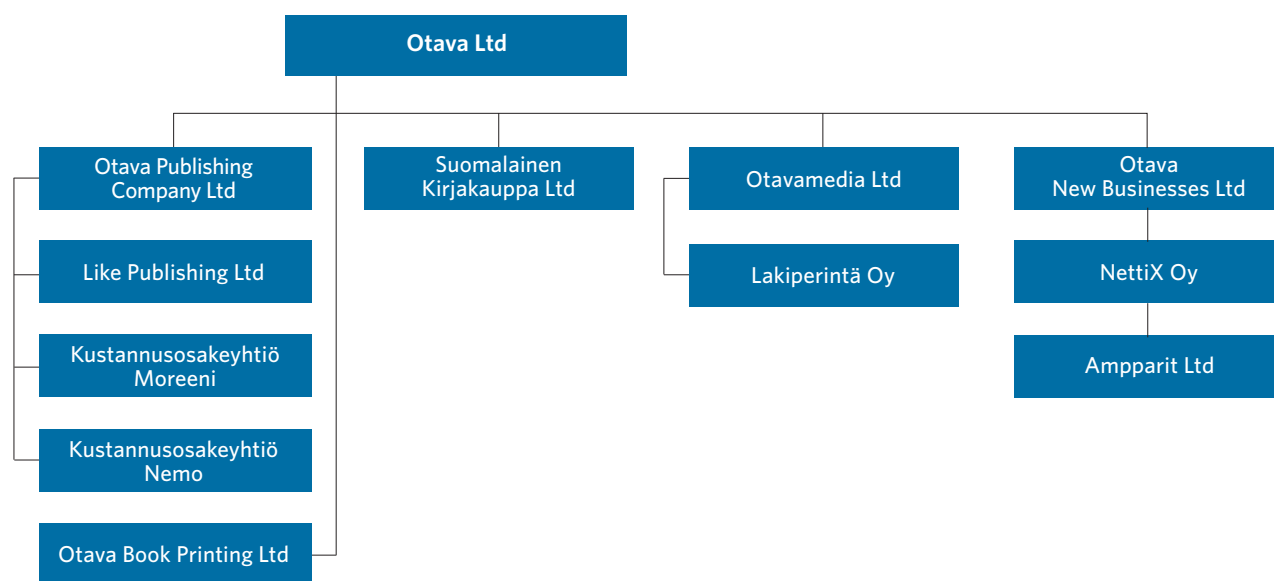 Otava Ltd
Otava Publishing
Company Ltd
Like Publishing Ltd
Kustannusosakeyhtiö
Moreeni
Kustannusosakeyhtiö
Nemo
Otava Book Printing Ltd
Suomalainen
Kirjakauppa Ltd
Otavamedia Ltd
Lakiperintä Oy
Otava
New Businesses Ltd
NettiX Oy
Ampparit Ltd